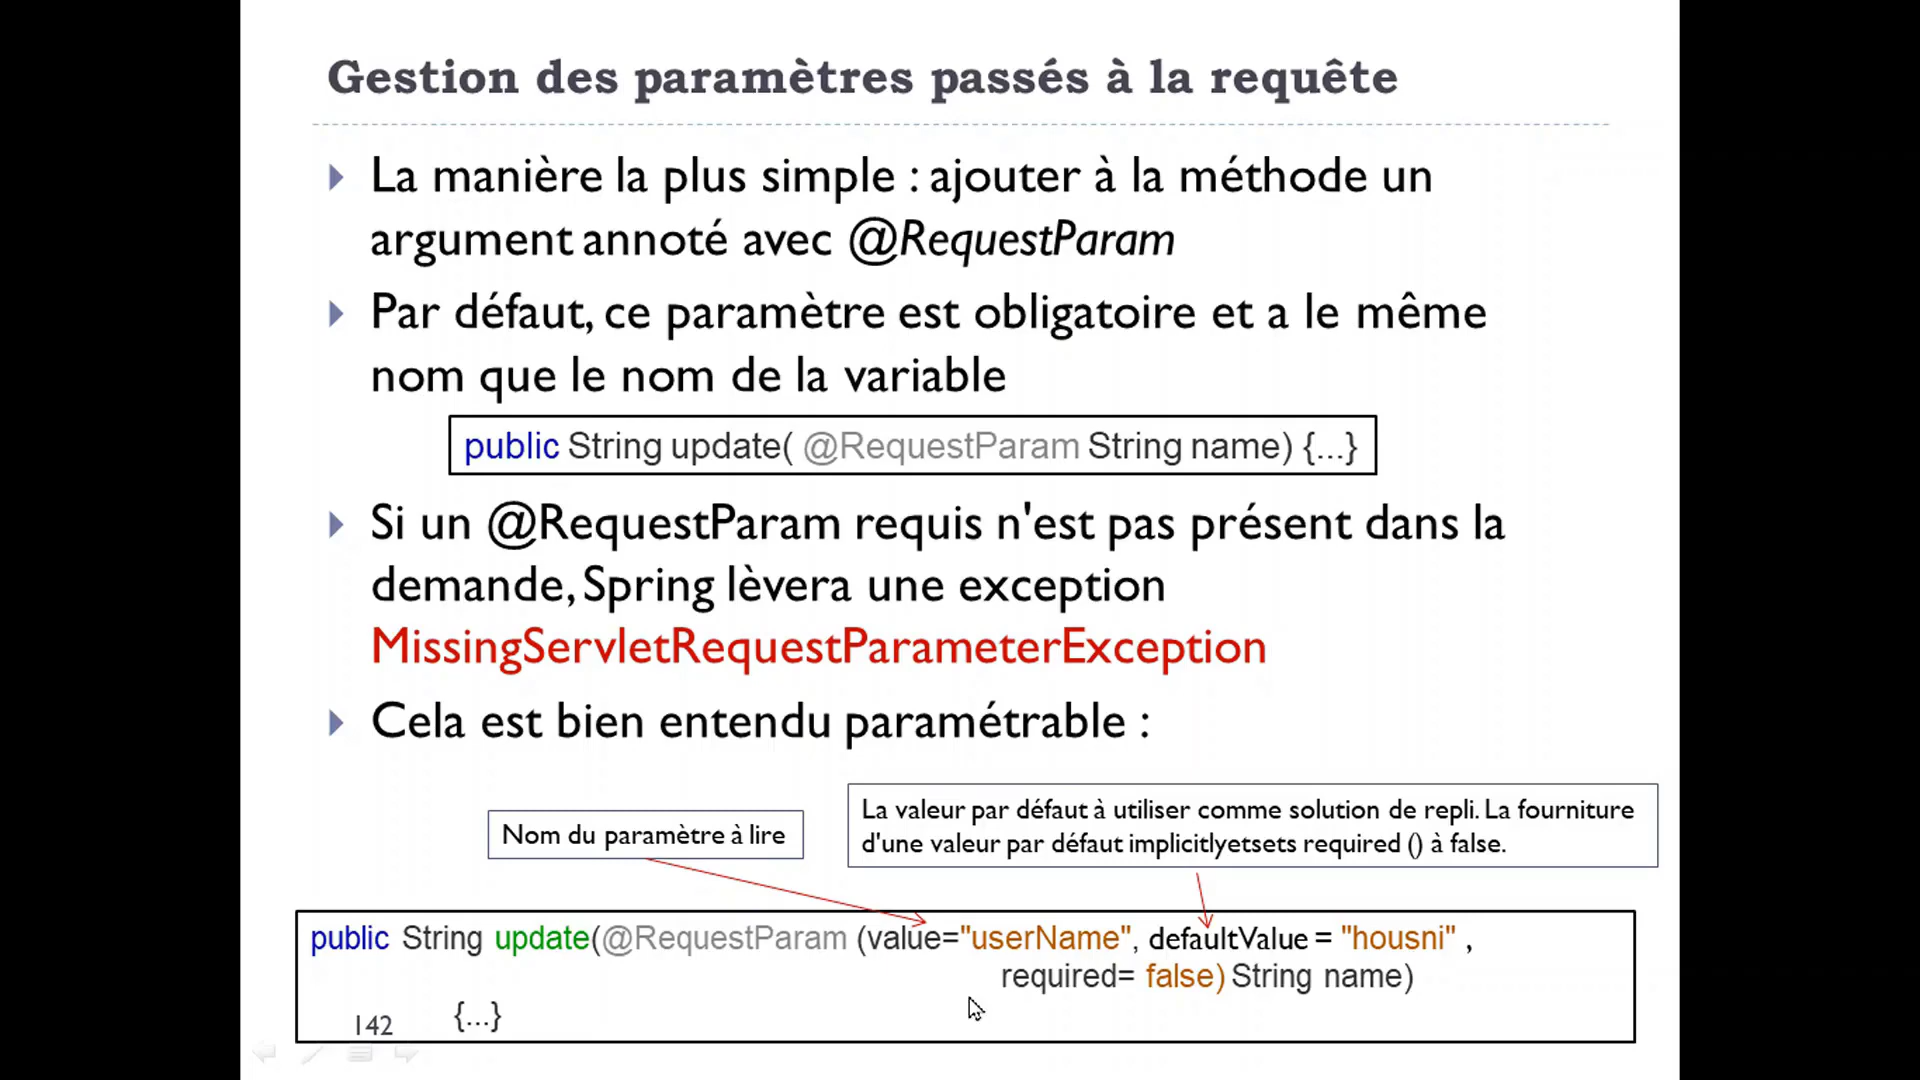 Gestion des paramètres passés à la requête
La manière la plus simple : ajouter à la méthode un
argument annoté avec @RequestParam
Par défaut, ce paramètre est obligatoire et a le même
nom que le nom de la variable
public String update( @RequestParam String name) {...}
Si un @RequestParam requis n'est pas présent dans la
demande, Spring lèvera une exception
MissingServletRequestParameterException
Cela est bien entendu paramétrable :
Nom du paramètre à lire
La valeur par défaut à utiliser comme solution de repli. La fourniture
d'une valeur par défaut implicitlyetsets required () à false.
public String update(@RequestParam (value="userName", defaultValue = "housni" ,
required= false) String name)
{...}
142